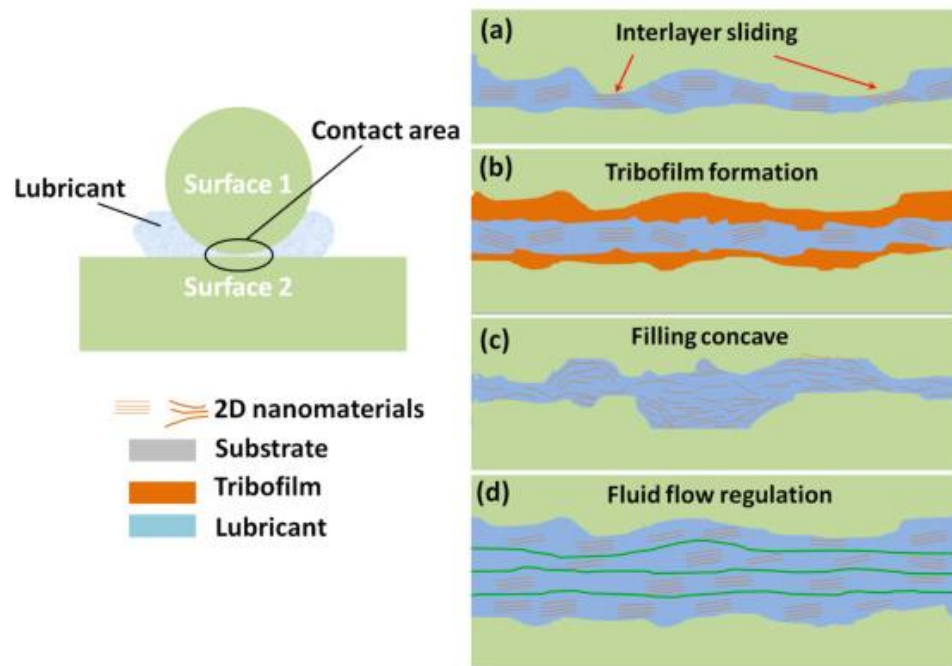 Contact area
Lubricant
Surface 1
Surface 2
2D nanomaterials
Substrate
Tribofilm
Lubricant
(a)
Interlayer sliding
(b)
Tribofilm formation
(c)
Filling concave
(d)
Fluid flow regulation